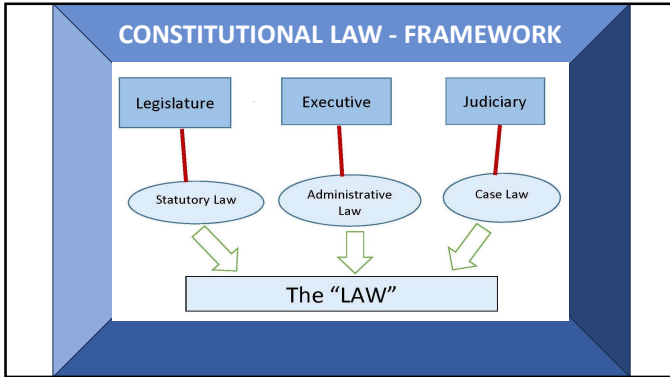 CONSTITUTIONAL LAW - FRAMEWORK
Legislature
Executive
Judiciary
Statutory Law
Administrative
Law
Case Law
The “LAW”